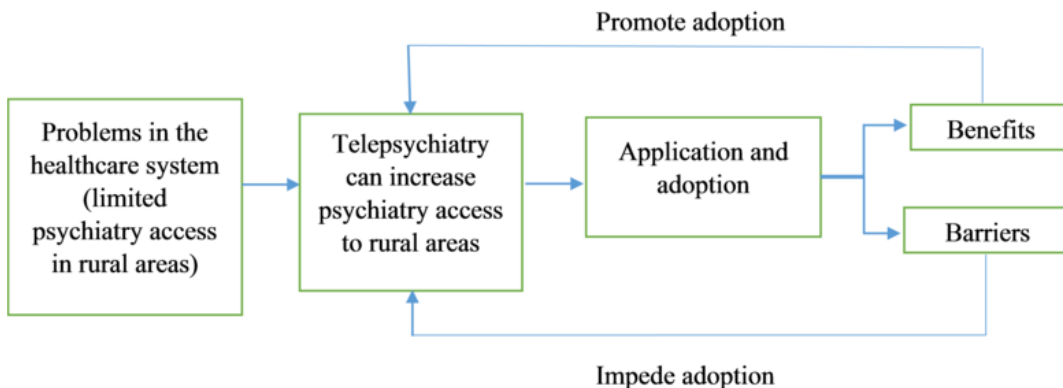 Promote adoption
Problems in the
healthcare system
(limited
psychiatry access
in rural areas)
Telepsychiatry
can increase
psychiatry access
to rural areas
Application and
adoption
Benefits
Barriers
Impede adoption